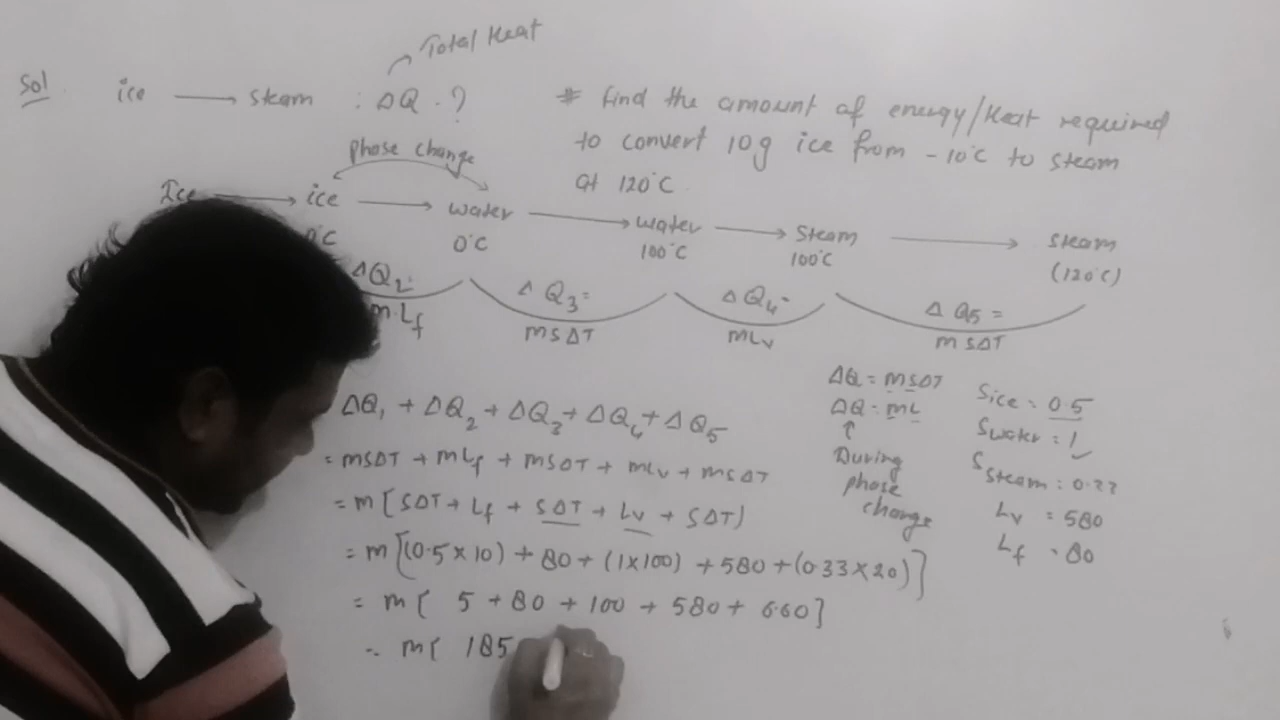 Total Heat
Sol ice → steam : ΔQ . ?
# find the amount of energy/Heat required
to convert 10g ice from -10°C to steam
at 120°C
phase change
Ice → ice → water → water → Steam → steam
0°C 0°C 100°C 100°C (120°C)
ΔQ2= ΔQ3= ΔQ4= ΔQ5=
m.Lf msΔT mLv msΔT
ΔQ = msΔT
ΔQ = mL
↑
During
phase
change
Sice = 0.5
Swater = 1
Ssteam : 0.33
Lv = 580
Lf = 80
ΔQ1 + ΔQ2 + ΔQ3 + ΔQ4 + ΔQ5
= msΔT + mLf + msΔT + mLv + msΔT
= m[SΔT + Lf + SΔT + Lv + SΔT)
= m[(0.5×10) + 80 + (1×100) + 580 + (0.33×20)]
= m[ 5 + 80 + 100 + 580 + 6.60]
= m[ 185